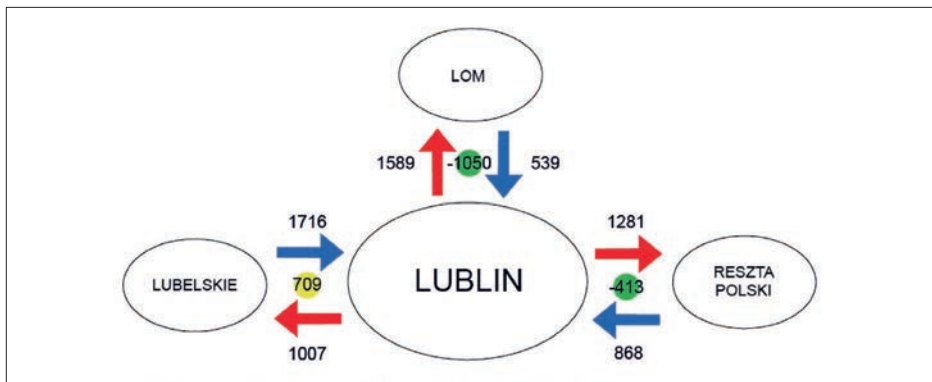 LOM
1589 -1050 539
1716 1281
LUBELSKIE 709 LUBLIN -413 RESZTA
POLSKI
1007 868